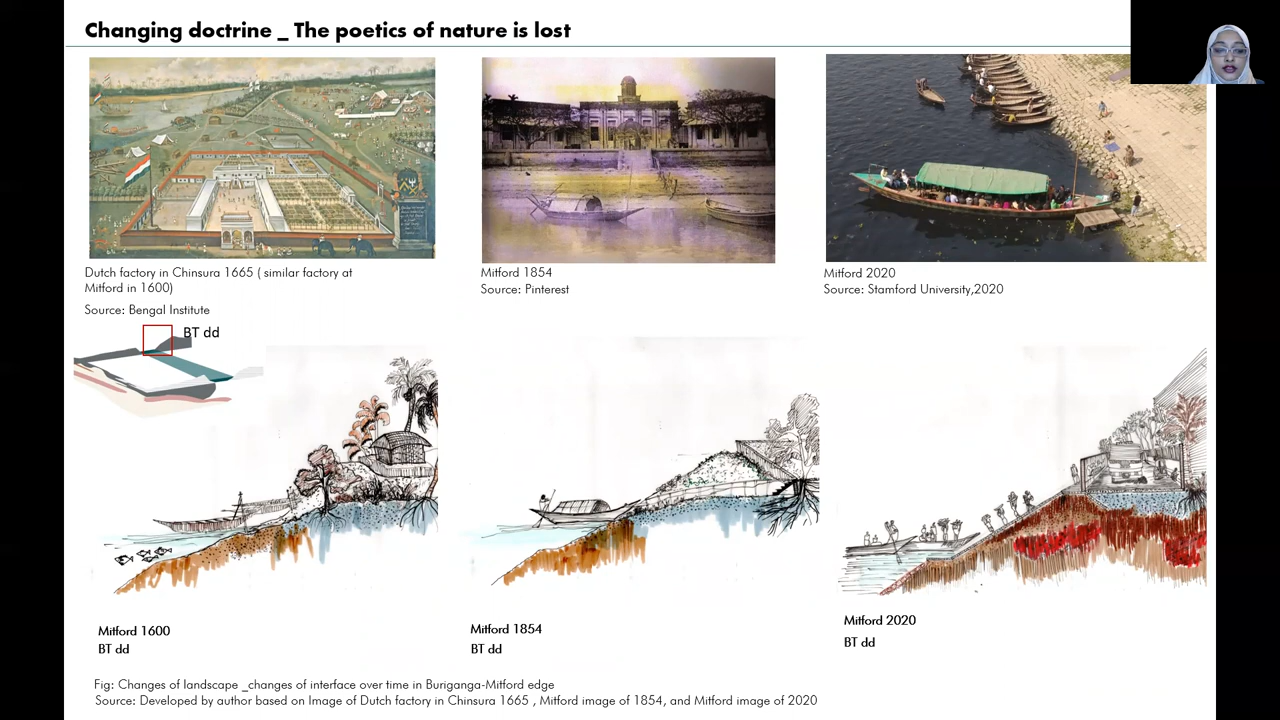 Changing doctrine _ The poetics of nature is lost
Dutch factory in Chinsura 1665 ( similar factory at
Mitford in 1600)
Source: Bengal Institute
Mitford 1854
Source: Pinterest
Mitford 2020
Source: Stamford University,2020
BT dd
Mitford 1600
BT dd
Mitford 1854
BT dd
Mitford 2020
BT dd
Fig: Changes of landscape _changes of interface over time in Buriganga-Mitford edge
Source: Developed by author based on Image of Dutch factory in Chinsura 1665 , Mitford image of 1854, and Mitford image of 2020